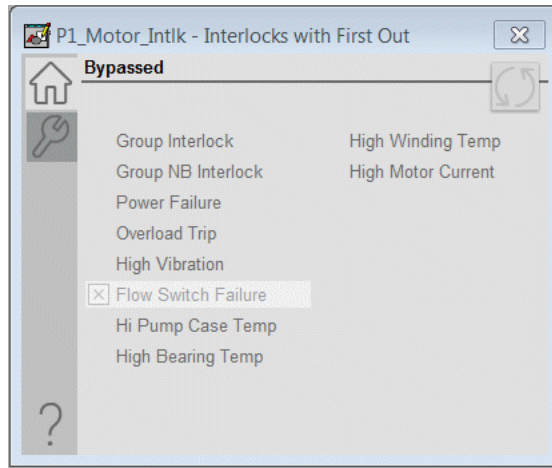 P1_Motor_Intlk - Interlocks with First Out
Bypassed
Group Interlock
Group NB Interlock
Power Failure
Overload Trip
High Vibration
Flow Switch Failure
Hi Pump Case Temp
High Bearing Temp
High Winding Temp
High Motor Current
?